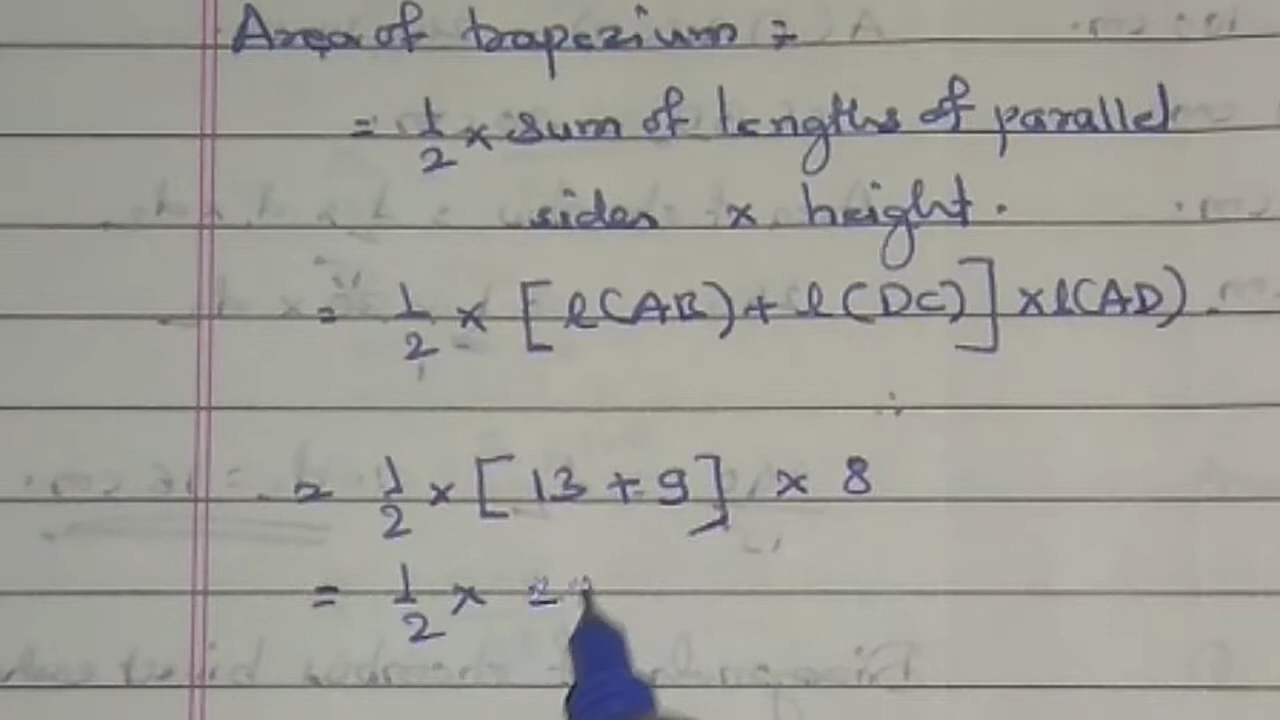 Area of trapezium =
= 1/2 × sum of lengths of parallel
sides × height.
= 1/2 × [l(AB) + l(DC)] × l(AD).
= 1/2 × [13 + 9] × 8
= 1/2 × 22